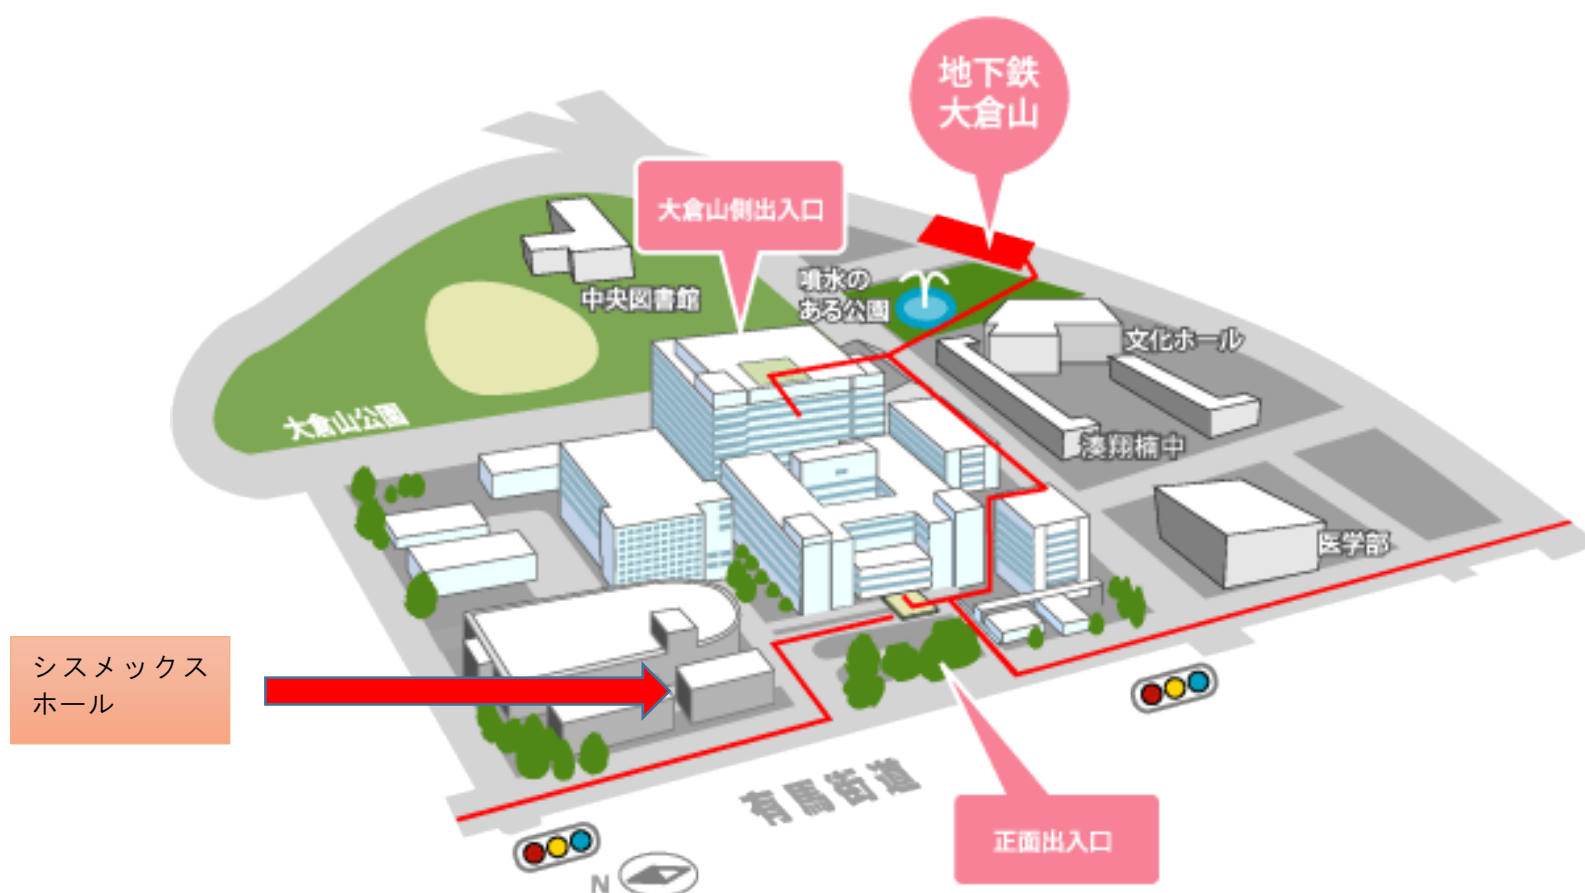 地下鉄
大倉山
大倉山側出入口
中央図書館
噴水の
ある公園
文化ホール
大倉山公園
湊翔楠中
医学部
シスメックス
ホール
有馬街道
正面出入口
N